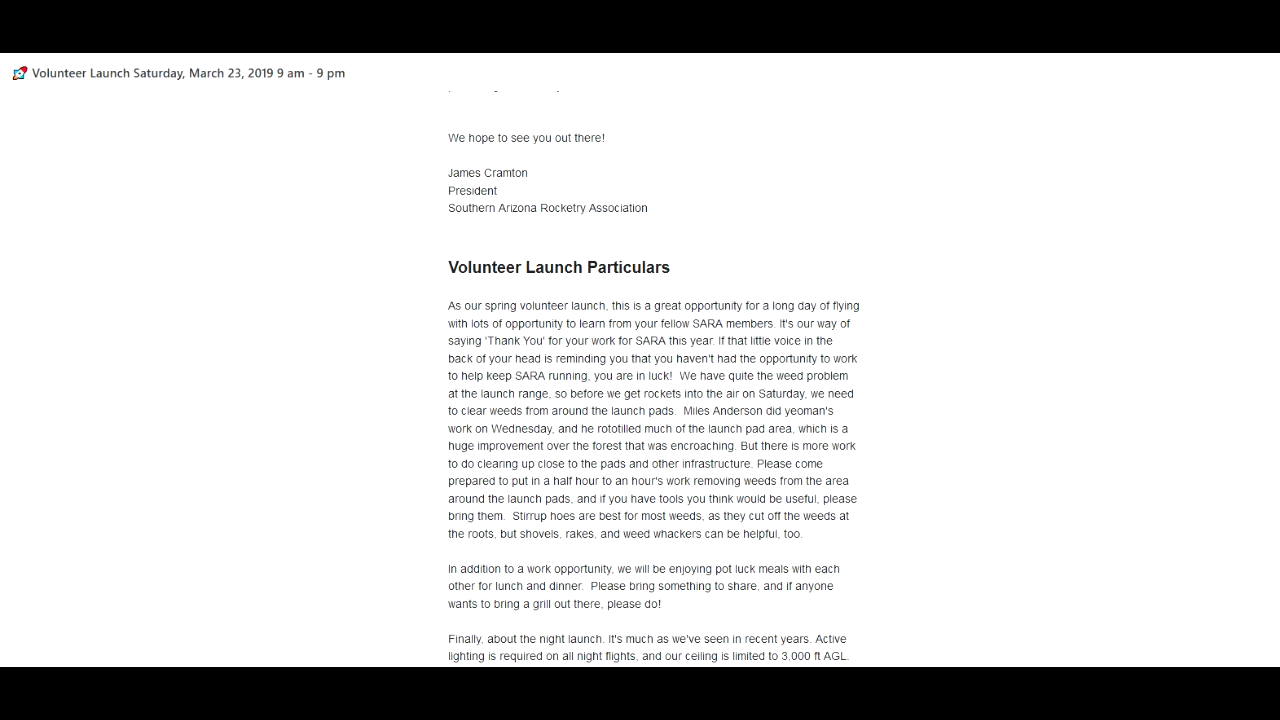 Volunteer Launch Saturday, March 23, 2019 9 am - 9 pm
We hope to see you out there!
James Cramton
President
Southern Arizona Rocketry Association
Volunteer Launch Particulars
As our spring volunteer launch, this is a great opportunity for a long day of flying
with lots of opportunity to learn from your fellow SARA members. It's our way of
saying 'Thank You' for your work for SARA this year. If that little voice in the
back of your head is reminding you that you haven't had the opportunity to work
to help keep SARA running, you are in luck!  We have quite the weed problem
at the launch range, so before we get rockets into the air on Saturday, we need
to clear weeds from around the launch pads.  Miles Anderson did yeoman's
work on Wednesday, and he rototilled much of the launch pad area, which is a
huge improvement over the forest that was encroaching. But there is more work
to do clearing up close to the pads and other infrastructure. Please come
prepared to put in a half hour to an hour's work removing weeds from the area
around the launch pads, and if you have tools you think would be useful, please
bring them.  Stirrup hoes are best for most weeds, as they cut off the weeds at
the roots, but shovels, rakes, and weed whackers can be helpful, too.
In addition to a work opportunity, we will be enjoying pot luck meals with each
other for lunch and dinner.  Please bring something to share, and if anyone
wants to bring a grill out there, please do!
Finally, about the night launch. It's much as we've seen in recent years. Active
lighting is required on all night flights, and our ceiling is limited to 3,000 ft AGL.